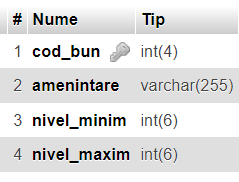 # Nume Tip
1 cod_bun int(4)
2 amenintare varchar(255)
3 nivel_minim int(6)
4 nivel_maxim int(6)